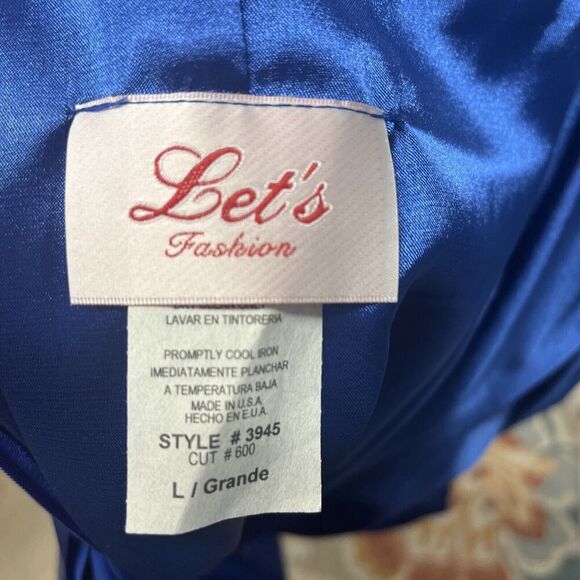 Let's
Fashion
LAVAR EN TINTORERIA
PROMPTLY COOL IRON
IMEDIATAMENTE PLANCHAR
A TEMPERATURA BAJA
MADE IN U.S.A.
HECHO EN E.U.A.
STYLE # 3945
CUT # 600
L / Grande